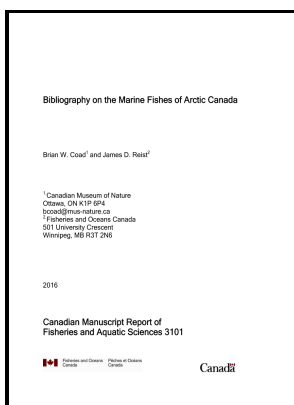 Bibliography on the Marine Fishes of Arctic Canada
Brian W. Coad1 and James D. Reist2
1 Canadian Museum of Nature
Ottawa, ON K1P 6P4
bcoad@mus-nature.ca
2 Fisheries and Oceans Canada
501 University Crescent
Winnipeg, MB R3T 2N6
2016
Canadian Manuscript Report of
Fisheries and Aquatic Sciences 3101
Fisheries and Oceans Pêches et Océans
Canada Canada
Canada